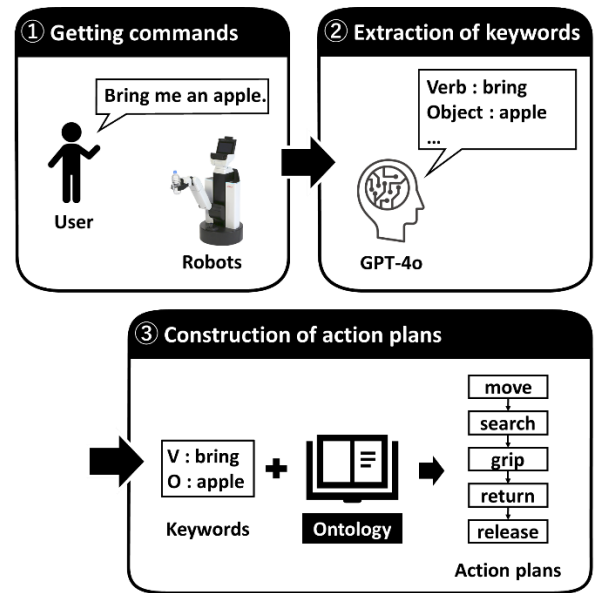 ① Getting commands
Bring me an apple.
User
Robots
② Extraction of keywords
Verb : bring
Object : apple
...
GPT-4o
③ Construction of action plans
V : bring
O : apple
Keywords
Ontology
move
search
grip
return
release
Action plans